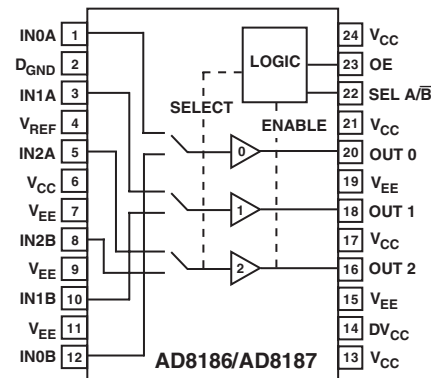 IN0A 1
DGND 2
IN1A 3
VREF 4
IN2A 5
VCC 6
VEE 7
IN2B 8
VEE 9
IN1B 10
VEE 11
IN0B 12
LOGIC
SELECT
ENABLE
0
1
2
24 VCC
23 OE
22 SEL A/B̅
21 VCC
20 OUT 0
19 VEE
18 OUT 1
17 VCC
16 OUT 2
15 VEE
14 DVCC
13 VCC
AD8186/AD8187